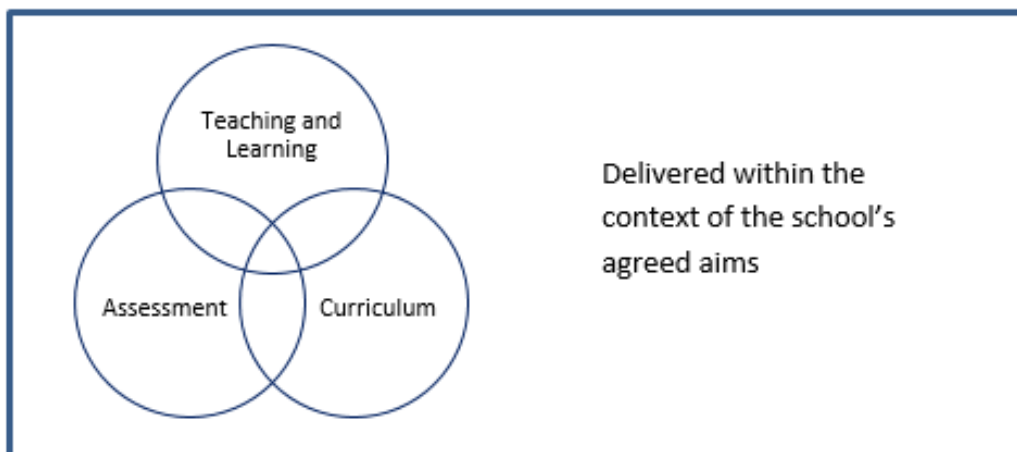 Teaching and
Learning
Assessment
Curriculum
Delivered within the
context of the school’s
agreed aims